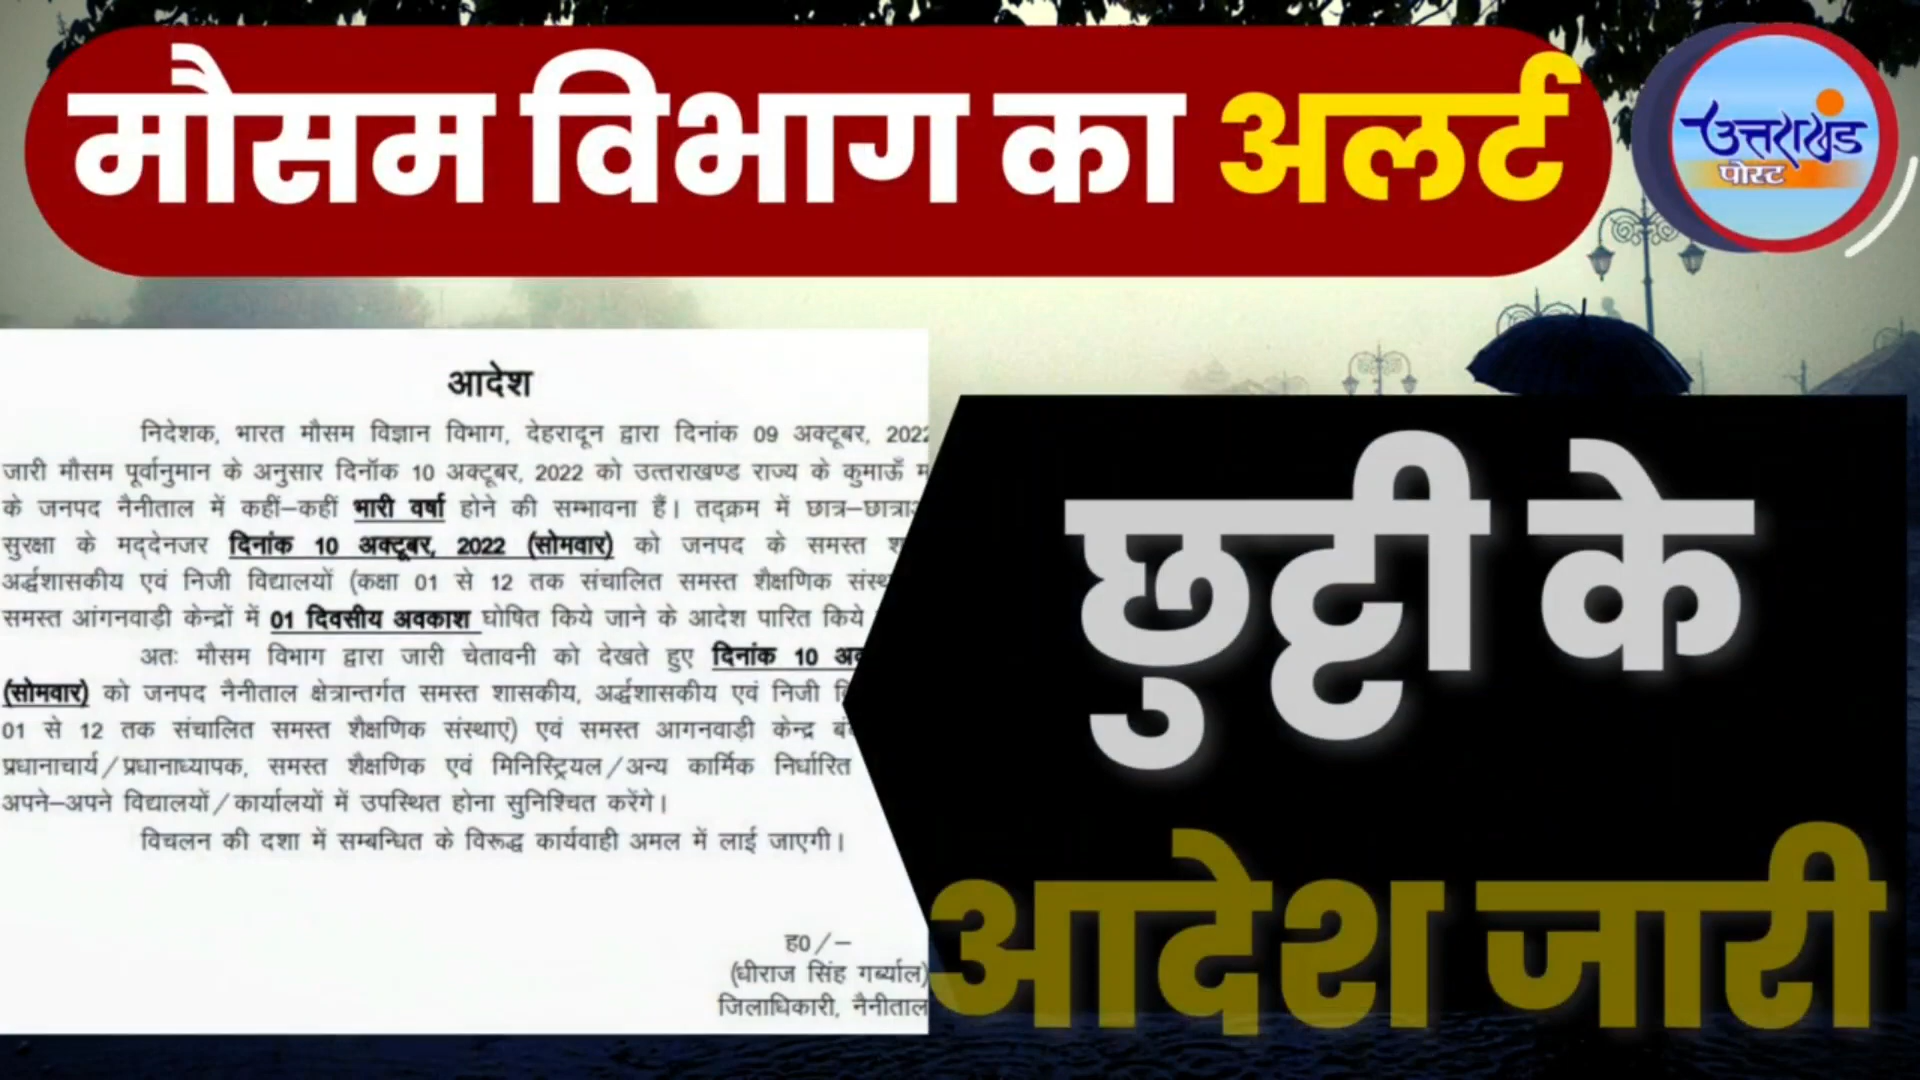 मौसम विभाग का अलर्ट
उत्तराखंड
पोस्ट
आदेश
निदेशक, भारत मौसम विज्ञान विभाग, देहरादून द्वारा दिनांक 09 अक्टूबर, 2022
जारी मौसम पूर्वानुमान के अनुसार दिनॉक 10 अक्टूबर, 2022 को उत्तराखण्ड राज्य के कुमाऊँ
के जनपद नैनीताल में कहीं–कहीं भारी वर्षा होने की सम्भावना हैं। तद्क्रम में छात्र–छात्रा
सुरक्षा के मद्देनजर दिनांक 10 अक्टूबर, 2022 (सोमवार) को जनपद के समस्त
अर्द्धशासकीय एवं निजी विद्यालयों (कक्षा 01 से 12 तक संचालित समस्त शैक्षणिक
समस्त आंगनवाड़ी केन्द्रों में 01 दिवसीय अवकाश घोषित किये जाने के आदेश पारित किये
अतः मौसम विभाग द्वारा जारी चेतावनी को देखते हुए दिनांक 10
(सोमवार) को जनपद नैनीताल क्षेत्रान्तर्गत समस्त शासकीय, अर्द्धशासकीय एवं निजी
01 से 12 तक संचालित समस्त शैक्षणिक संस्थाएं) एवं समस्त आगनवाड़ी केन्द्र
प्रधानाचार्य/प्रधानाध्यापक, समस्त शैक्षणिक एवं मिनिस्ट्रियल/अन्य कार्मिक निर्धारित
अपने–अपने विद्यालयों/कार्यालयों में उपस्थित होना सुनिश्चित करेंगे।
विचलन की दशा में सम्बन्धित के विरूद्ध कार्यवाही अमल में लाई जाएगी।
ह0/–
(धीराज सिंह गर्ब्याल)
जिलाधिकारी, नैनीताल
छुट्टी के
आदेश जारी